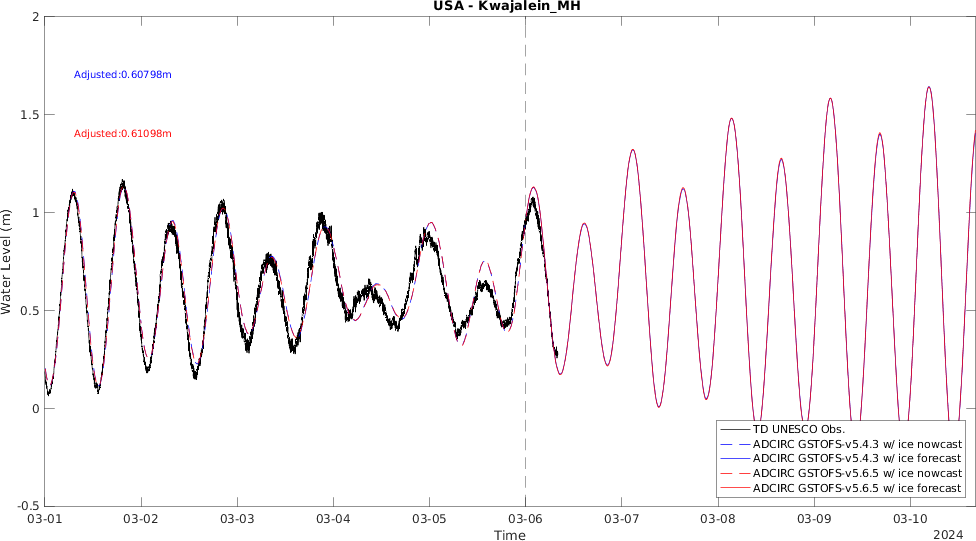 USA - Kwajalein_MH
2
1.5
1
0.5
0
-0.5
Water Level (m)
Adjusted:0.60798m
Adjusted:0.61098m
TD UNESCO Obs.
ADCIRC GSTOFS-v5.4.3 w/ ice nowcast
ADCIRC GSTOFS-v5.4.3 w/ ice forecast
ADCIRC GSTOFS-v5.6.5 w/ ice nowcast
ADCIRC GSTOFS-v5.6.5 w/ ice forecast
03-01 03-02 03-03 03-04 03-05 03-06 03-07 03-08 03-09 03-10
Time
2024